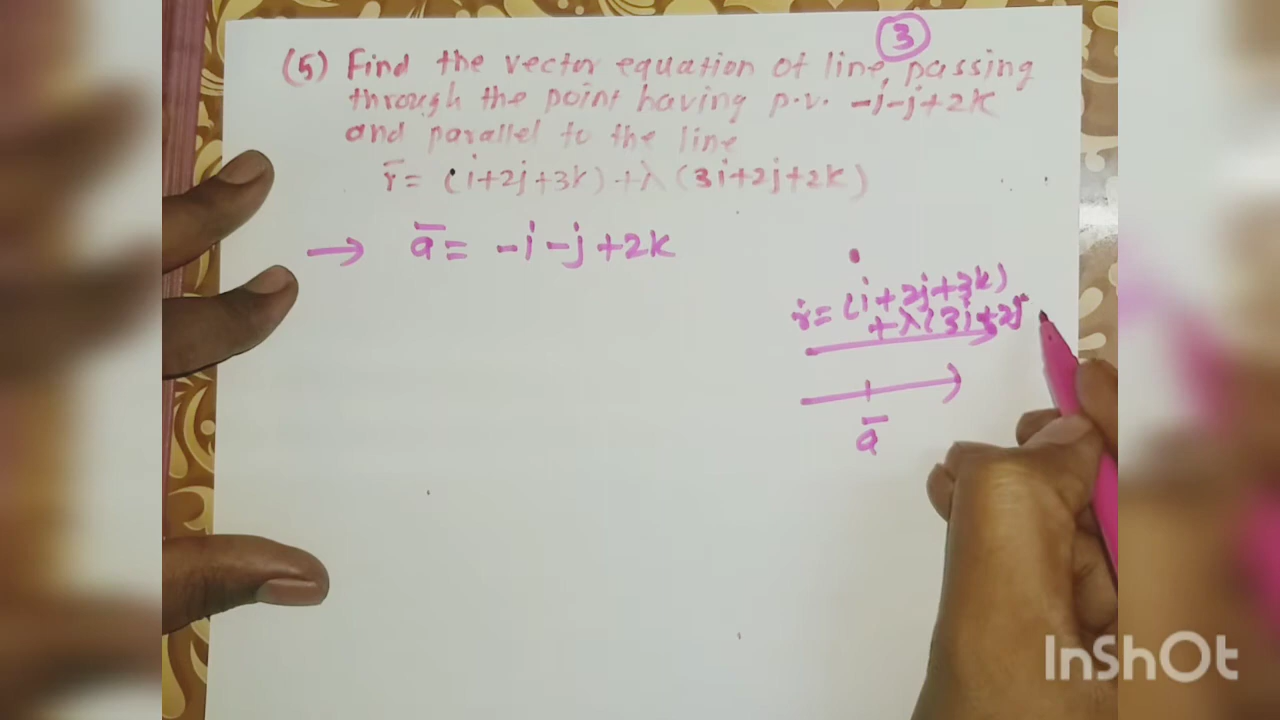 3
(5) Find the vector equation of line, passing
through the point having p.v. -i-j+2k
and parallel to the line
r̄= (i+2j+3k)+λ(3i+2j+2k)
→ ā= -i-j+2k
r̄= (i+2j+3k)
+λ(3i+2j
ā
InShOt